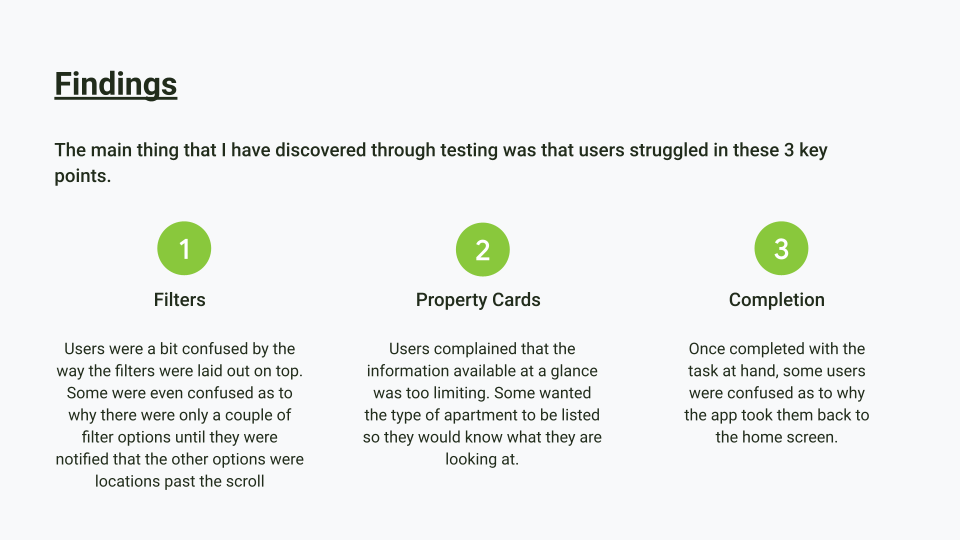 Findings
The main thing that I have discovered through testing was that users struggled in these 3 key
points.
1
Filters
Users were a bit confused by the
way the filters were laid out on top.
Some were even confused as to
why there were only a couple of
filter options until they were
notified that the other options were
locations past the scroll
2
Property Cards
Users complained that the
information available at a glance
was too limiting. Some wanted
the type of apartment to be listed
so they would know what they are
looking at.
3
Completion
Once completed with the
task at hand, some users
were confused as to why
the app took them back to
the home screen.